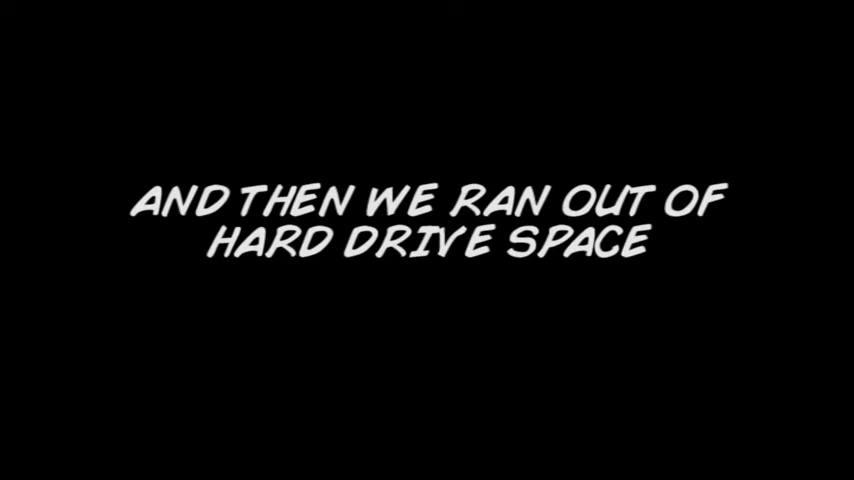 AND THEN WE RAN OUT OF
HARD DRIVE SPACE